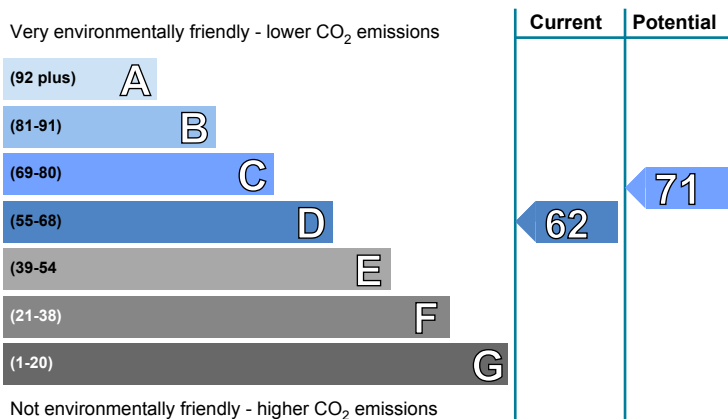 Current Potential
Very environmentally friendly - lower CO₂ emissions
(92 plus) A
(81-91) B
(69-80) C
71
(55-68) D
62
(39-54 E
(21-38) F
(1-20) G
Not environmentally friendly - higher CO₂ emissions